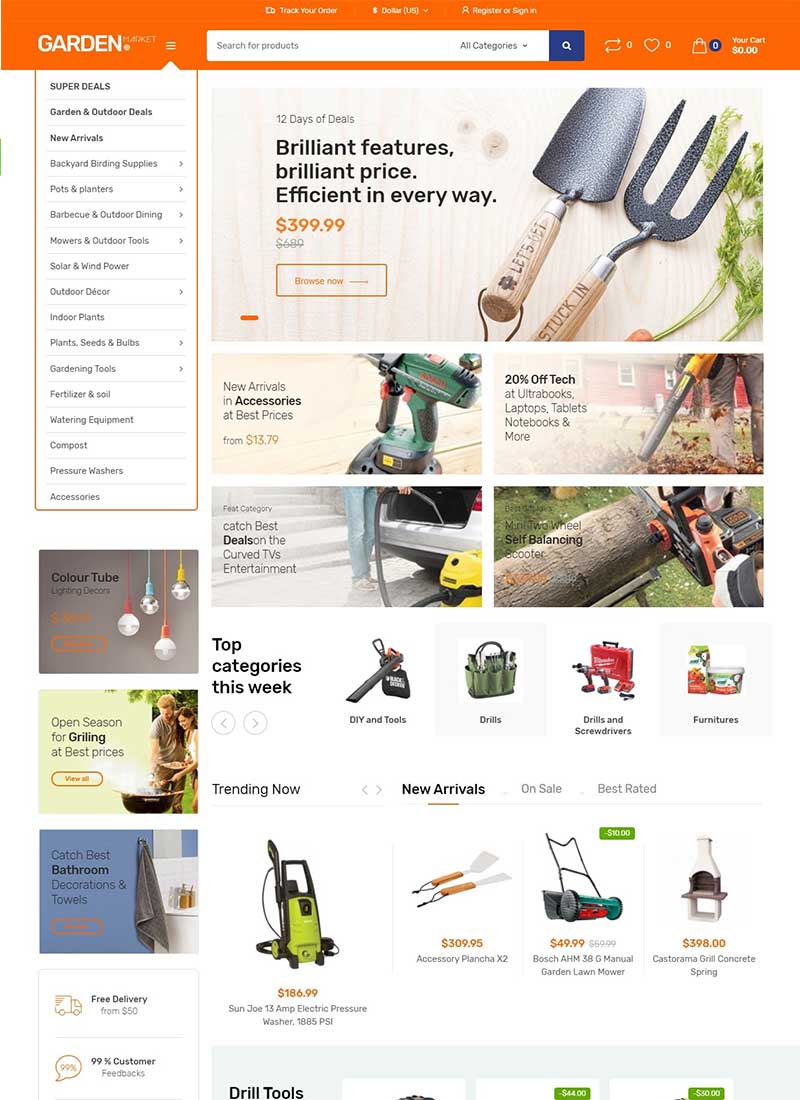 Track Your Order
$ Dollar (US)
Register or Sign in
GARDEN MARKET
Search for products
All Categories
0
0
0
Your Cart
$0.00
SUPER DEALS
Garden & Outdoor Deals
New Arrivals
Backyard Birding Supplies
Pots & planters
Barbecue & Outdoor Dining
Mowers & Outdoor Tools
Solar & Wind Power
Outdoor Décor
Indoor Plants
Plants, Seeds & Bulbs
Gardening Tools
Fertilizer & soil
Watering Equipment
Compost
Pressure Washers
Accessories
12 Days of Deals
Brilliant features,
brilliant price.
Efficient in every way.
$399.99
$689
Browse now
LET'S GET
STUCK IN
New Arrivals
in Accessories
at Best Prices
from $13.79
20% Off Tech
at Ultrabooks,
Laptops, Tablets
Notebooks &
More
Feat Category
catch Best
Dealson the
Curved TVs
Entertainment
Mini Two Wheel
Self Balancing
Scooter
Colour Tube
Lighting Decors
Open Season
for Griling
at Best prices
View all
Catch Best
Bathroom
Decorations &
Towels
Free Delivery
from $50
99%
99 % Customer
Feedbacks
Top
categories
this week
BLACK+
DECKER
DIY and Tools
Drills
Milwaukee
Drills and
Screwdrivers
Furnitures
Trending Now
New Arrivals
On Sale
Best Rated
$186.99
Sun Joe 13 Amp Electric Pressure
Washer, 1885 PSI
$309.95
Accessory Plancha X2
-$10.00
$49.99 $59.99
Bosch AHM 38 G Manual
Garden Lawn Mower
$398.00
Castorama Grill Concrete
Spring
Drill Tools
-$44.00
-$30.00